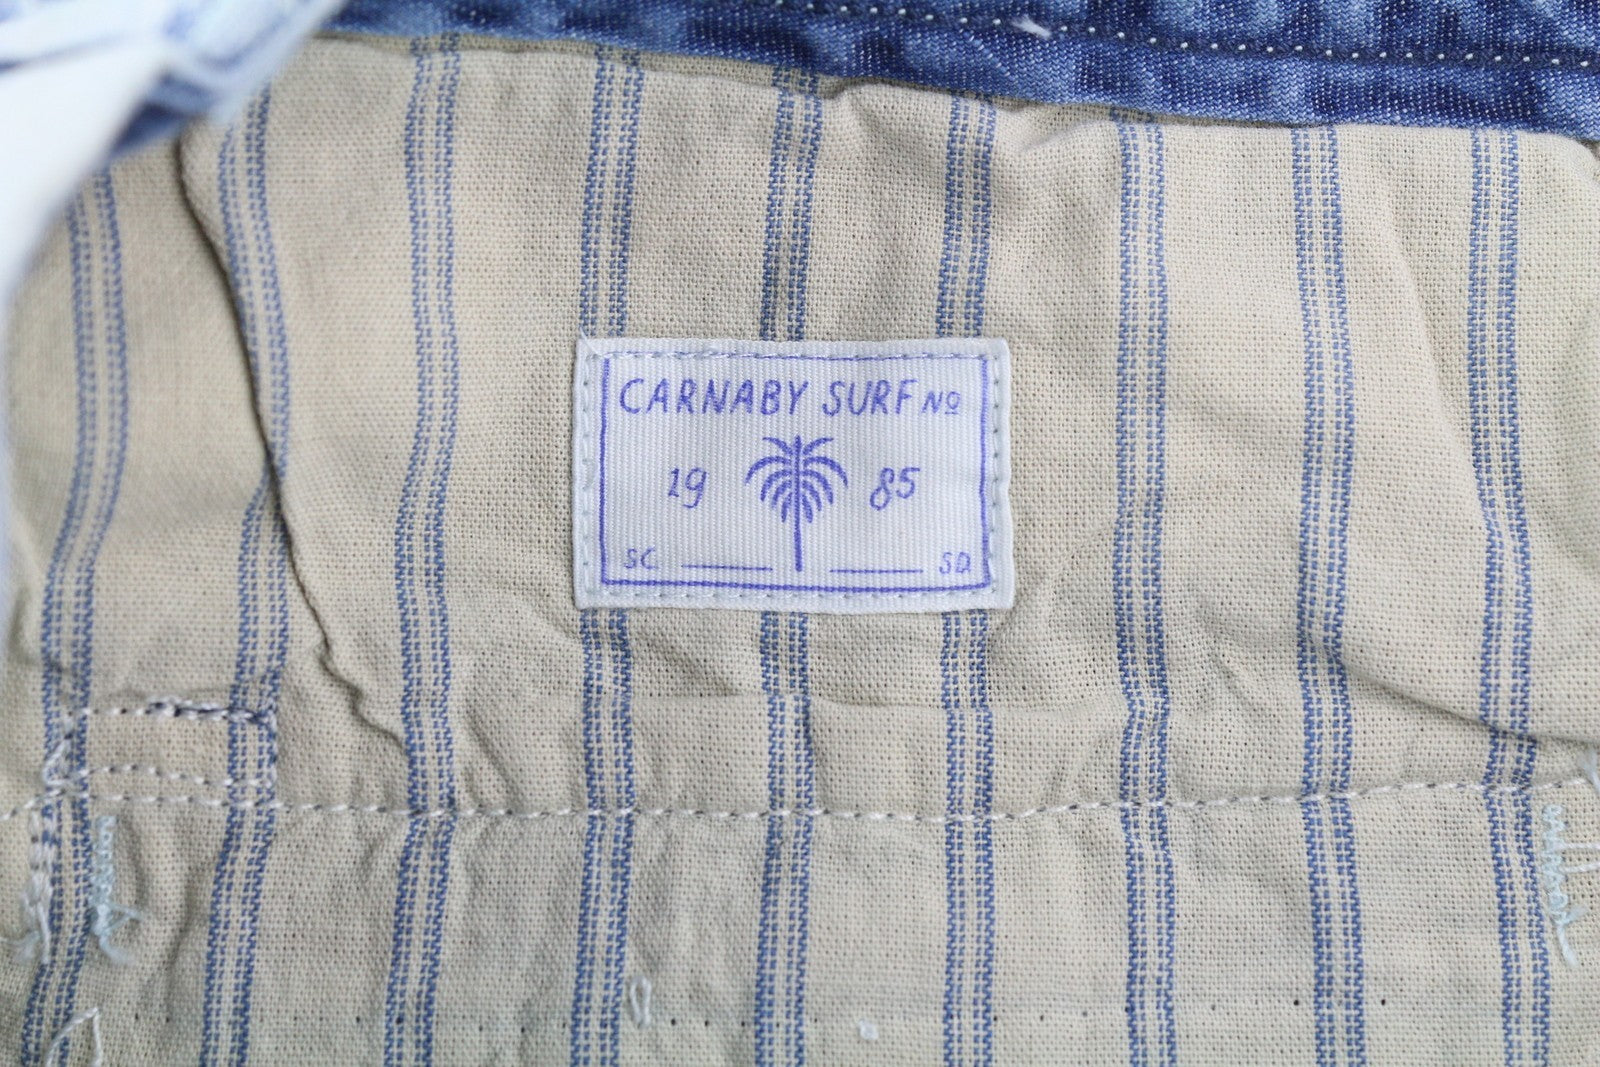 CARNABY SURF Nº
19 85
SC SD